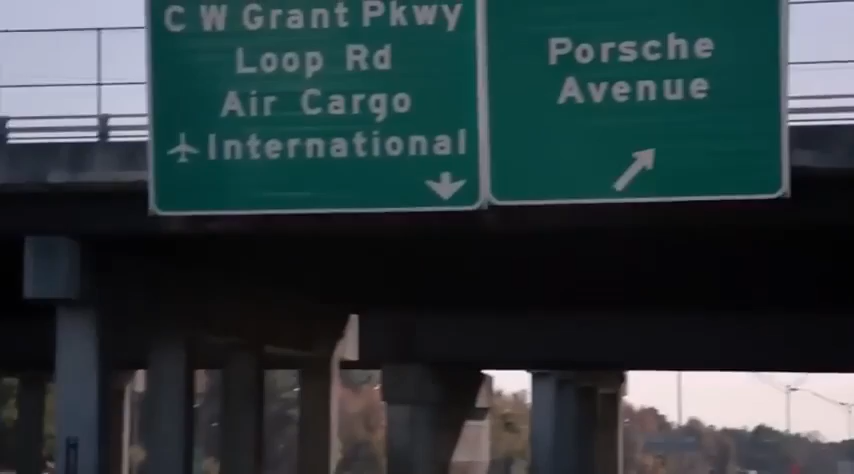 C W Grant Pkwy
Loop Rd
Air Cargo
International
Porsche
Avenue